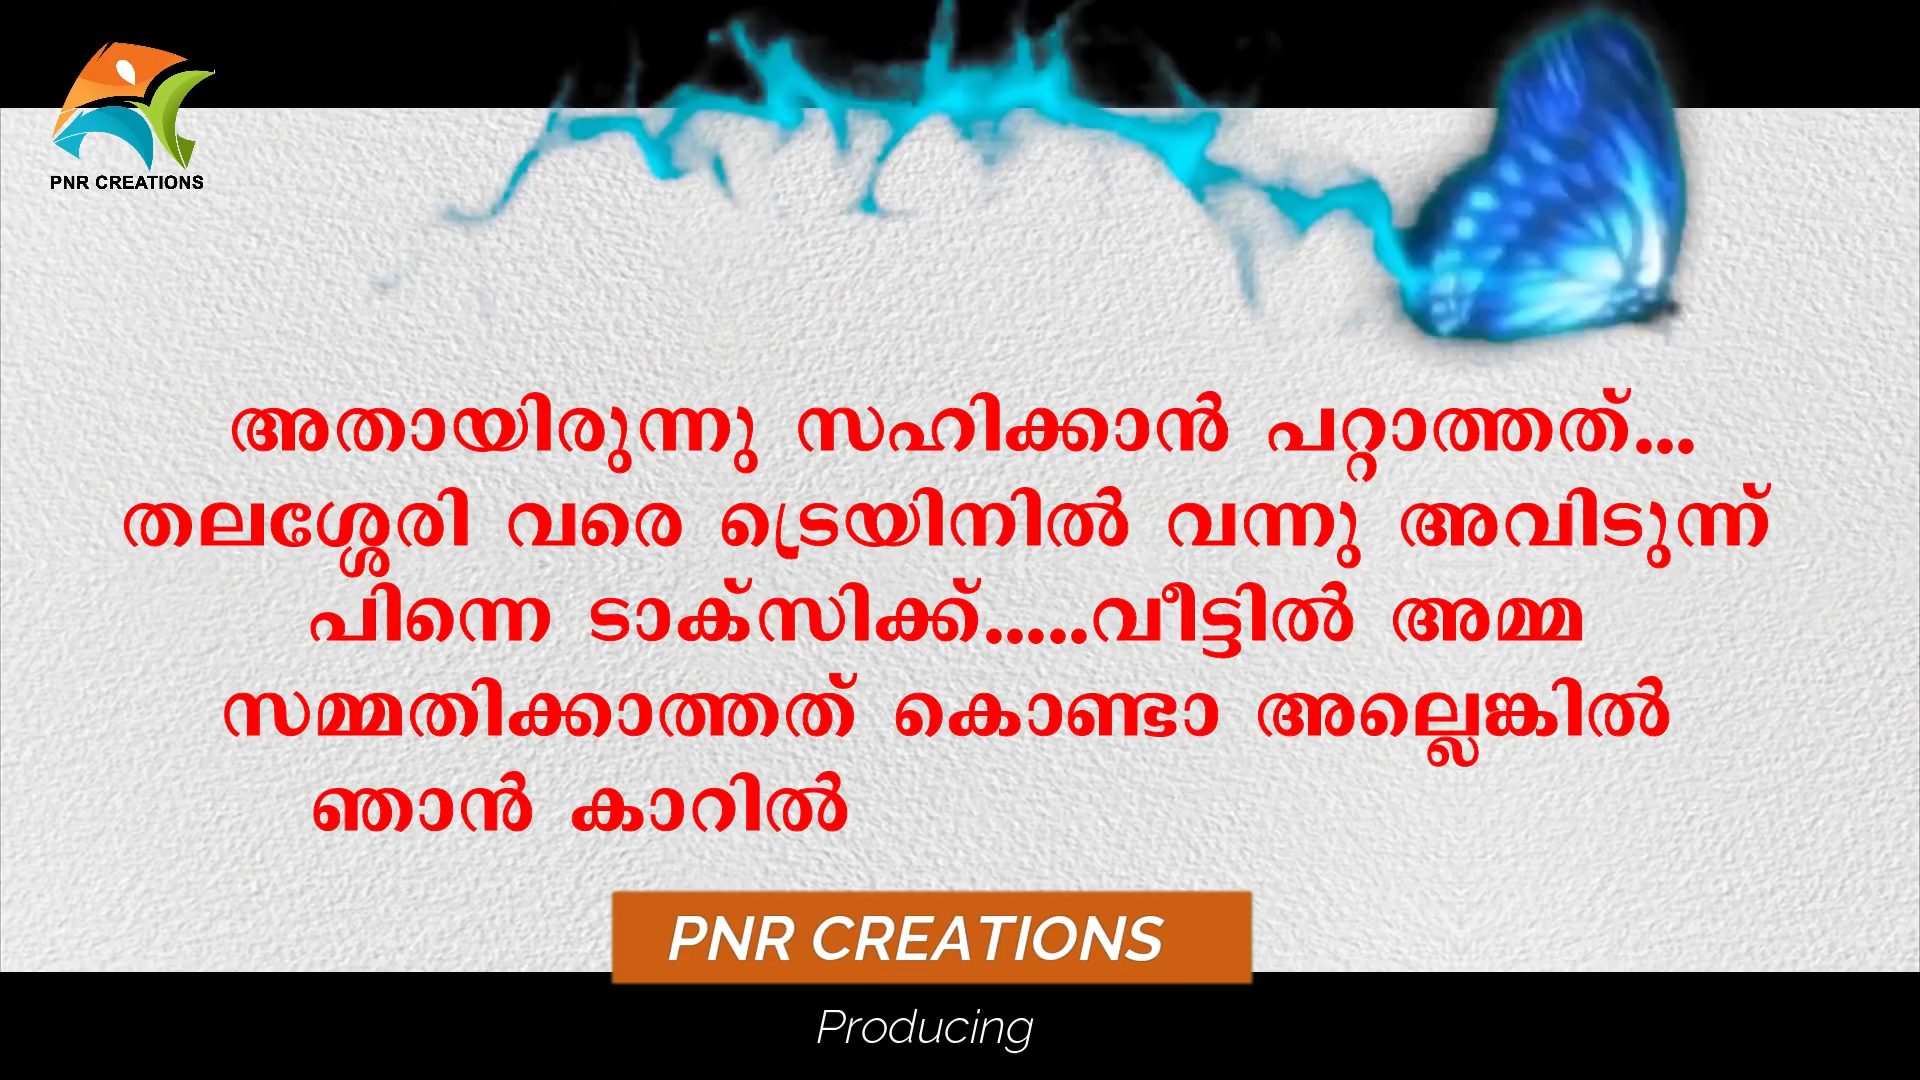 PNR CREATIONS
അതായിരുന്നു സഹിക്കാൻ പറ്റാത്തത്...
തലശ്ശേരി വരെ ട്രെയിനിൽ വന്നു അവിടുന്ന്
പിന്നെ ടാക്സിക്ക്.....വീട്ടിൽ അമ്മ
സമ്മതിക്കാത്തത് കൊണ്ടാ അല്ലെങ്കിൽ
ഞാൻ കാറിൽ
PNR CREATIONS
Producing